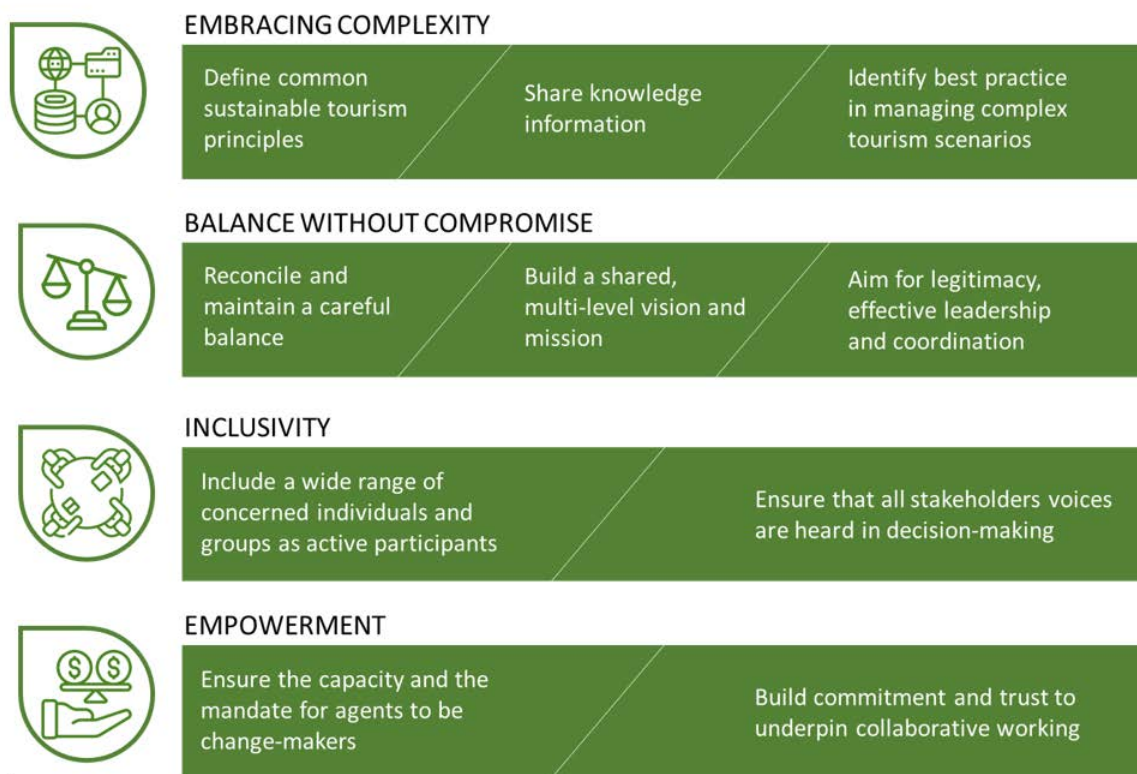 EMBRACING COMPLEXITY
Define common
sustainable tourism
principles
Share knowledge
information
Identify best practice
in managing complex
tourism scenarios
BALANCE WITHOUT COMPROMISE
Reconcile and
maintain a careful
balance
Build a shared,
multi-level vision and
mission
Aim for legitimacy,
effective leadership
and coordination
INCLUSIVITY
Include a wide range of
concerned individuals and
groups as active participants
Ensure that all stakeholders voices
are heard in decision-making
EMPOWERMENT
$ $
Ensure the capacity and the
mandate for agents to be
change-makers
Build commitment and trust to
underpin collaborative working